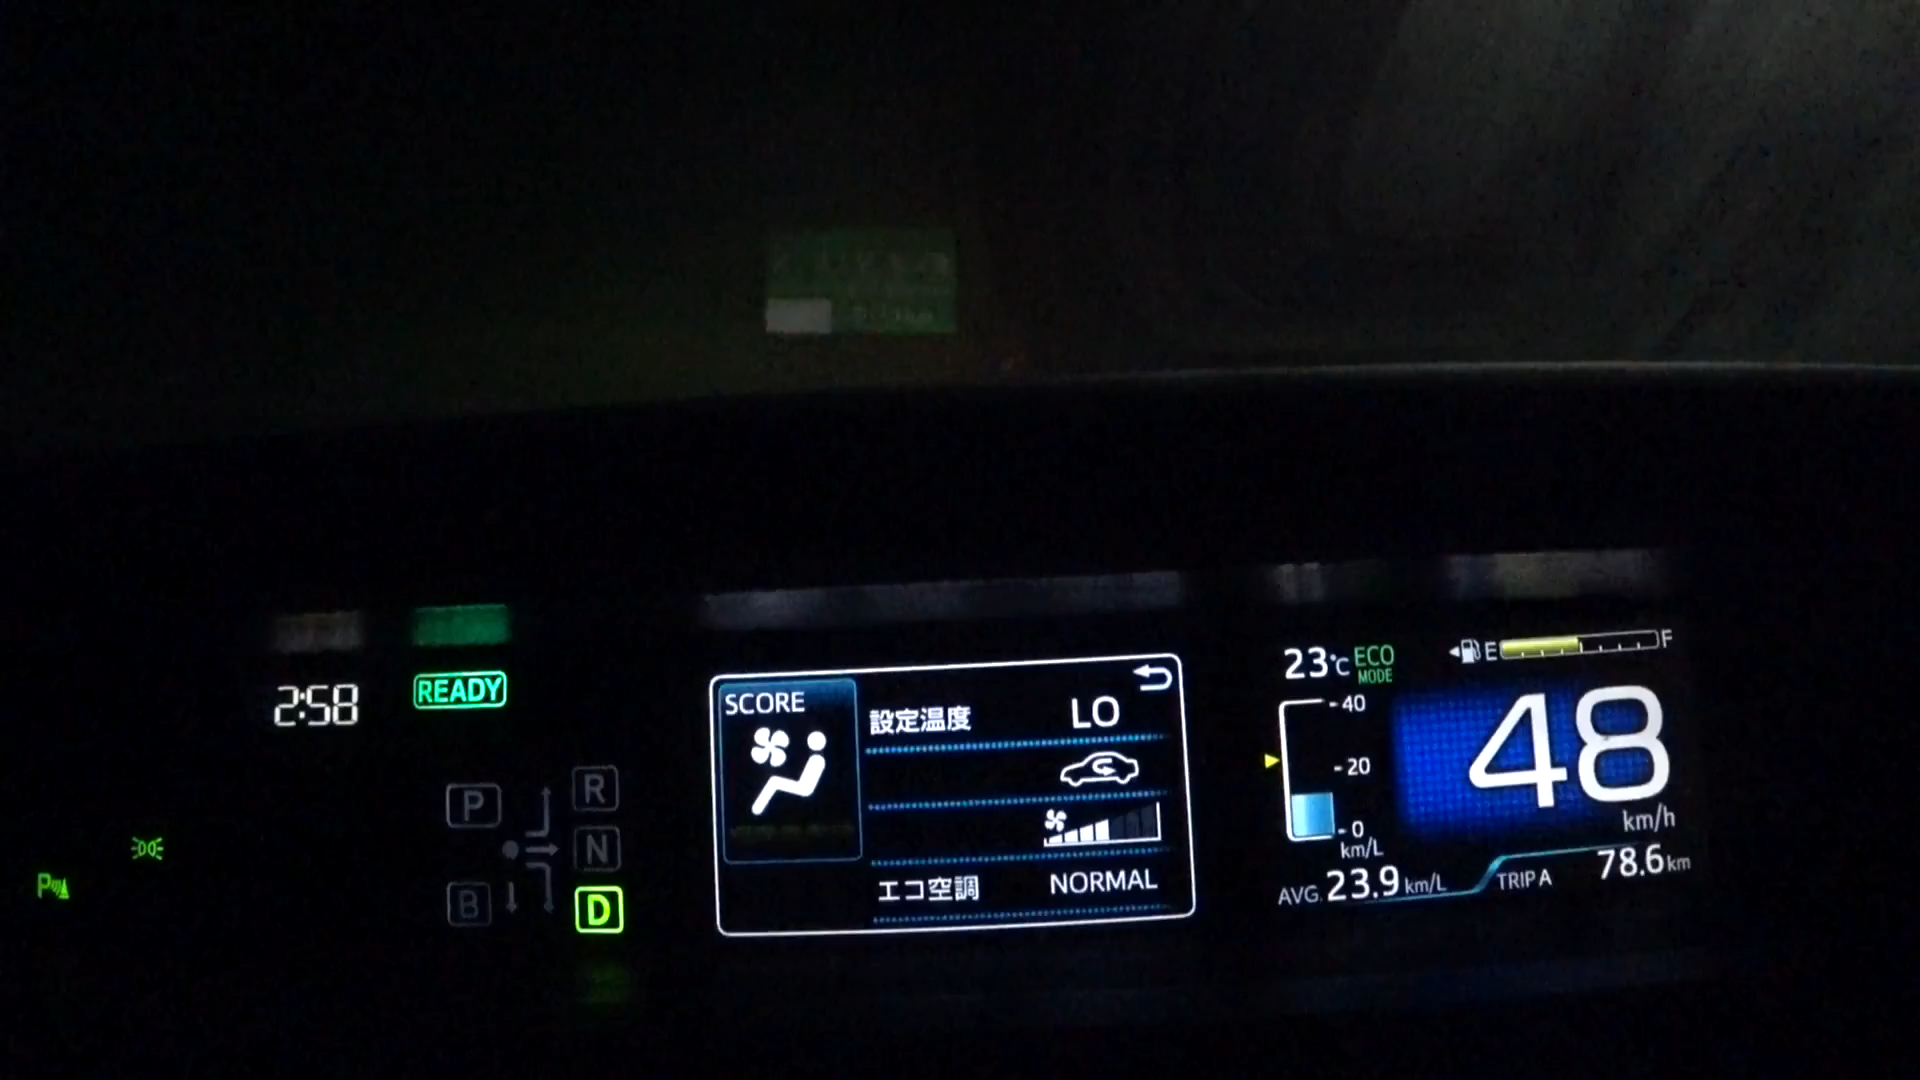 2:58
READY
P
R
N
B
D
P
SCORE
設定温度 LO
エコ空調 NORMAL
23℃ ECO MODE
E F
40
20
0
km/L
48
km/h
AVG. 23.9 km/L
TRIP A 78.6 km